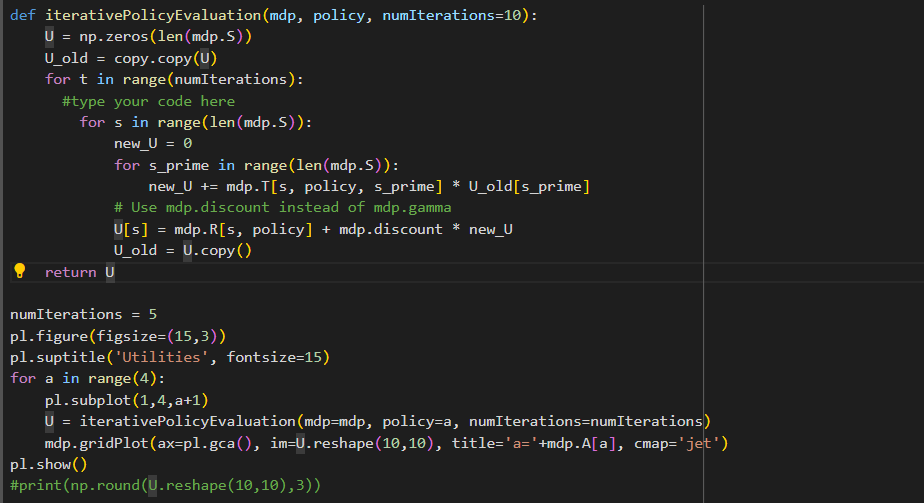 def iterativePolicyEvaluation(mdp, policy, numIterations=10):
    U = np.zeros(len(mdp.S))
    U_old = copy.copy(U)
    for t in range(numIterations):
      #type your code here
        for s in range(len(mdp.S)):
            new_U = 0
            for s_prime in range(len(mdp.S)):
                new_U += mdp.T[s, policy, s_prime] * U_old[s_prime]
            # Use mdp.discount instead of mdp.gamma
            U[s] = mdp.R[s, policy] + mdp.discount * new_U
            U_old = U.copy()
    return U

numIterations = 5
pl.figure(figsize=(15,3))
pl.suptitle('Utilities', fontsize=15)
for a in range(4):
    pl.subplot(1,4,a+1)
    U = iterativePolicyEvaluation(mdp=mdp, policy=a, numIterations=numIterations)
    mdp.gridPlot(ax=pl.gca(), im=U.reshape(10,10), title='a='+mdp.A[a], cmap='jet')
pl.show()
#print(np.round(U.reshape(10,10),3))